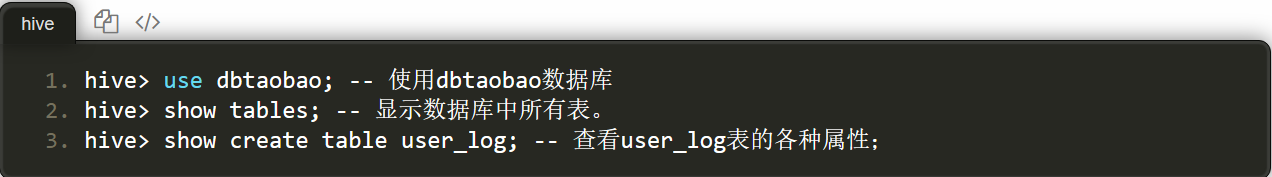 hive
1. hive> use dbtaobao; -- 使用dbtaobao数据库
2. hive> show tables; -- 显示数据库中所有表。
3. hive> show create table user_log; -- 查看user_log表的各种属性;